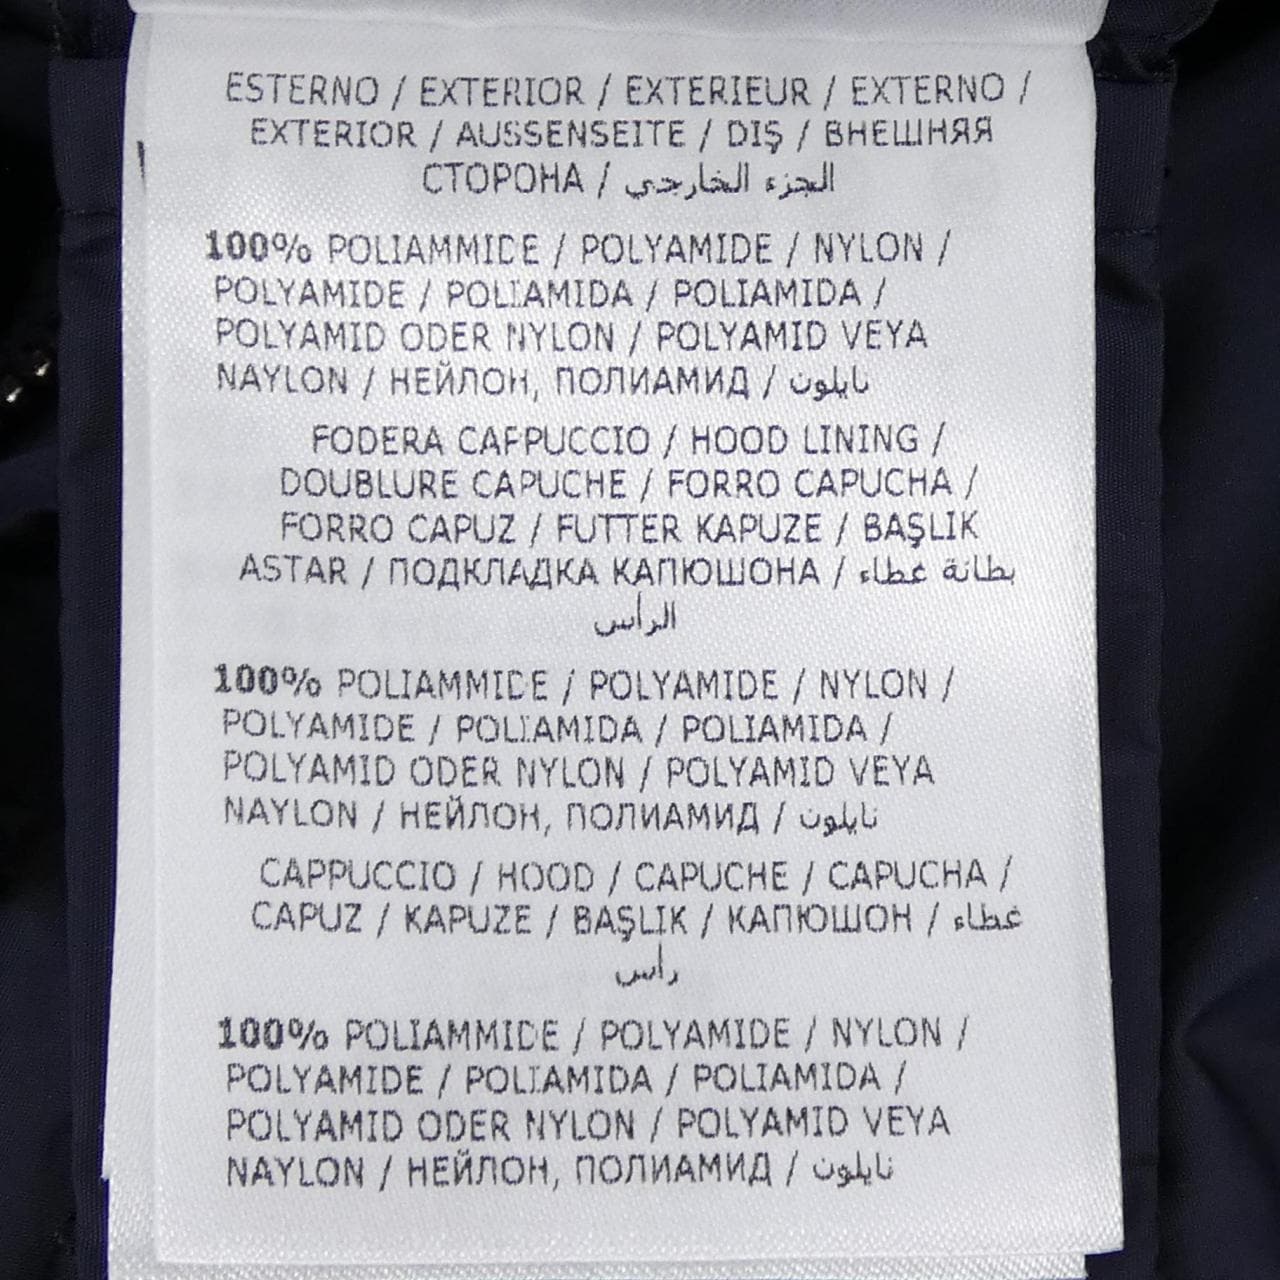 ESTERNO / EXTERIOR / EXTERIEUR / EXTERNO /
EXTERIOR / AUSSENSEITE / DIŞ / ВНЕШНЯЯ
СТОРОНА / الجزء الخارجي
100% POLIAMMIDE / POLYAMIDE / NYLON /
POLYAMIDE / POLIAMIDA / POLIAMIDA /
POLYAMID ODER NYLON / POLYAMID VEYA
NAYLON / НЕЙЛОН, ПОЛИАМИД / نايلون
FODERA CAPPUCCIO / HOOD LINING /
DOUBLURE CAPUCHE / FORRO CAPUCHA /
FORRO CAPUZ / FUTTER KAPUZE / BAŞLIK
ASTAR / ПОДКЛАДКА КАПЮШОНА / بطانة غطاء
الرأس
100% POLIAMMIDE / POLYAMIDE / NYLON /
POLYAMIDE / POLIAMIDA / POLIAMIDA /
POLYAMID ODER NYLON / POLYAMID VEYA
NAYLON / НЕЙЛОН, ПОЛИАМИД / نايلون
CAPPUCCIO / HOOD / CAPUCHE / CAPUCHA /
CAPUZ / KAPUZE / BAŞLIK / КАПЮШОН / غطاء
رأس
100% POLIAMMIDE / POLYAMIDE / NYLON /
POLYAMIDE / POLIAMIDA / POLIAMIDA /
POLYAMID ODER NYLON / POLYAMID VEYA
NAYLON / НЕЙЛОН, ПОЛИАМИД / نايلون